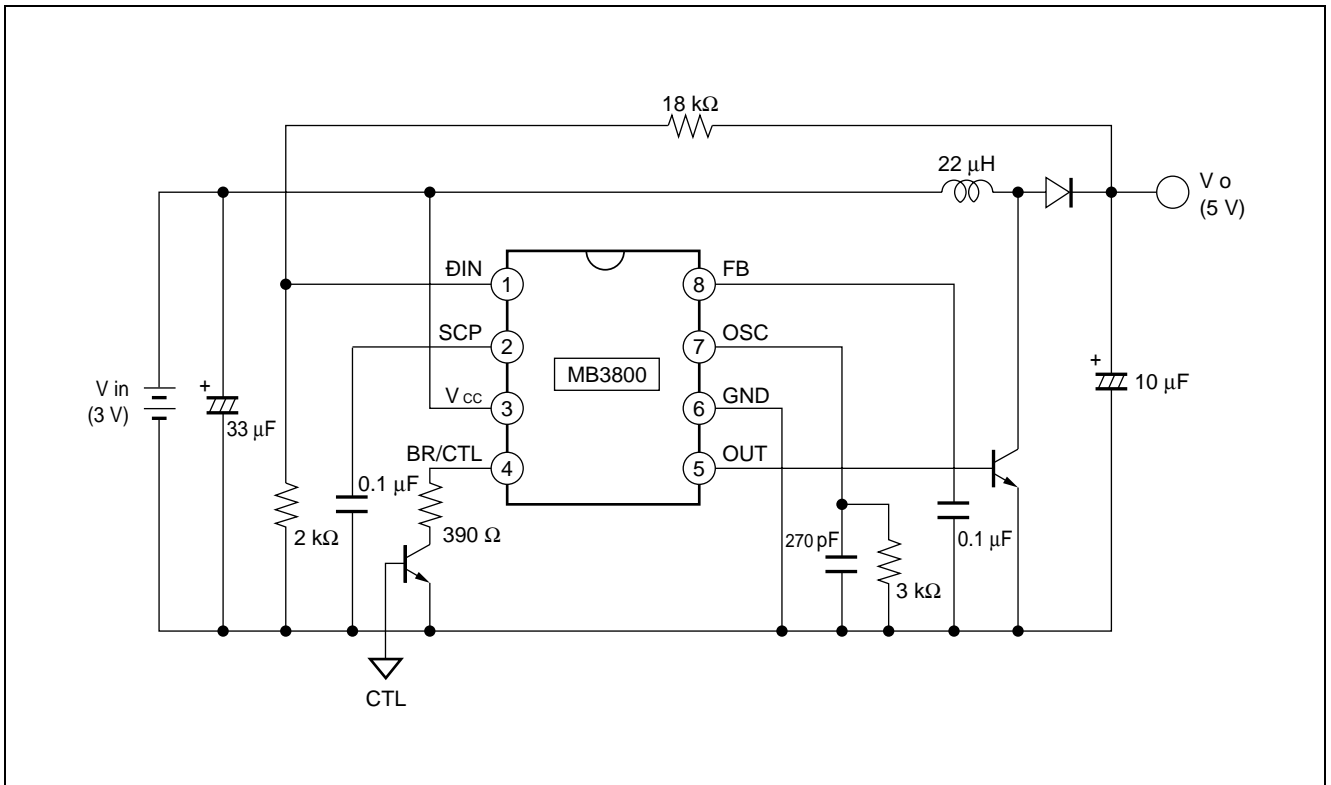 18 kΩ
22 μH
V o
(5 V)
ĐIN
1
8
FB
SCP
2
7
OSC
MB3800
V in
(3 V)
+
33 μF
V CC
3
6
GND
+
10 μF
BR/CTL
4
5
OUT
0.1 μF
2 kΩ
390 Ω
270 pF
3 kΩ
0.1 μF
CTL